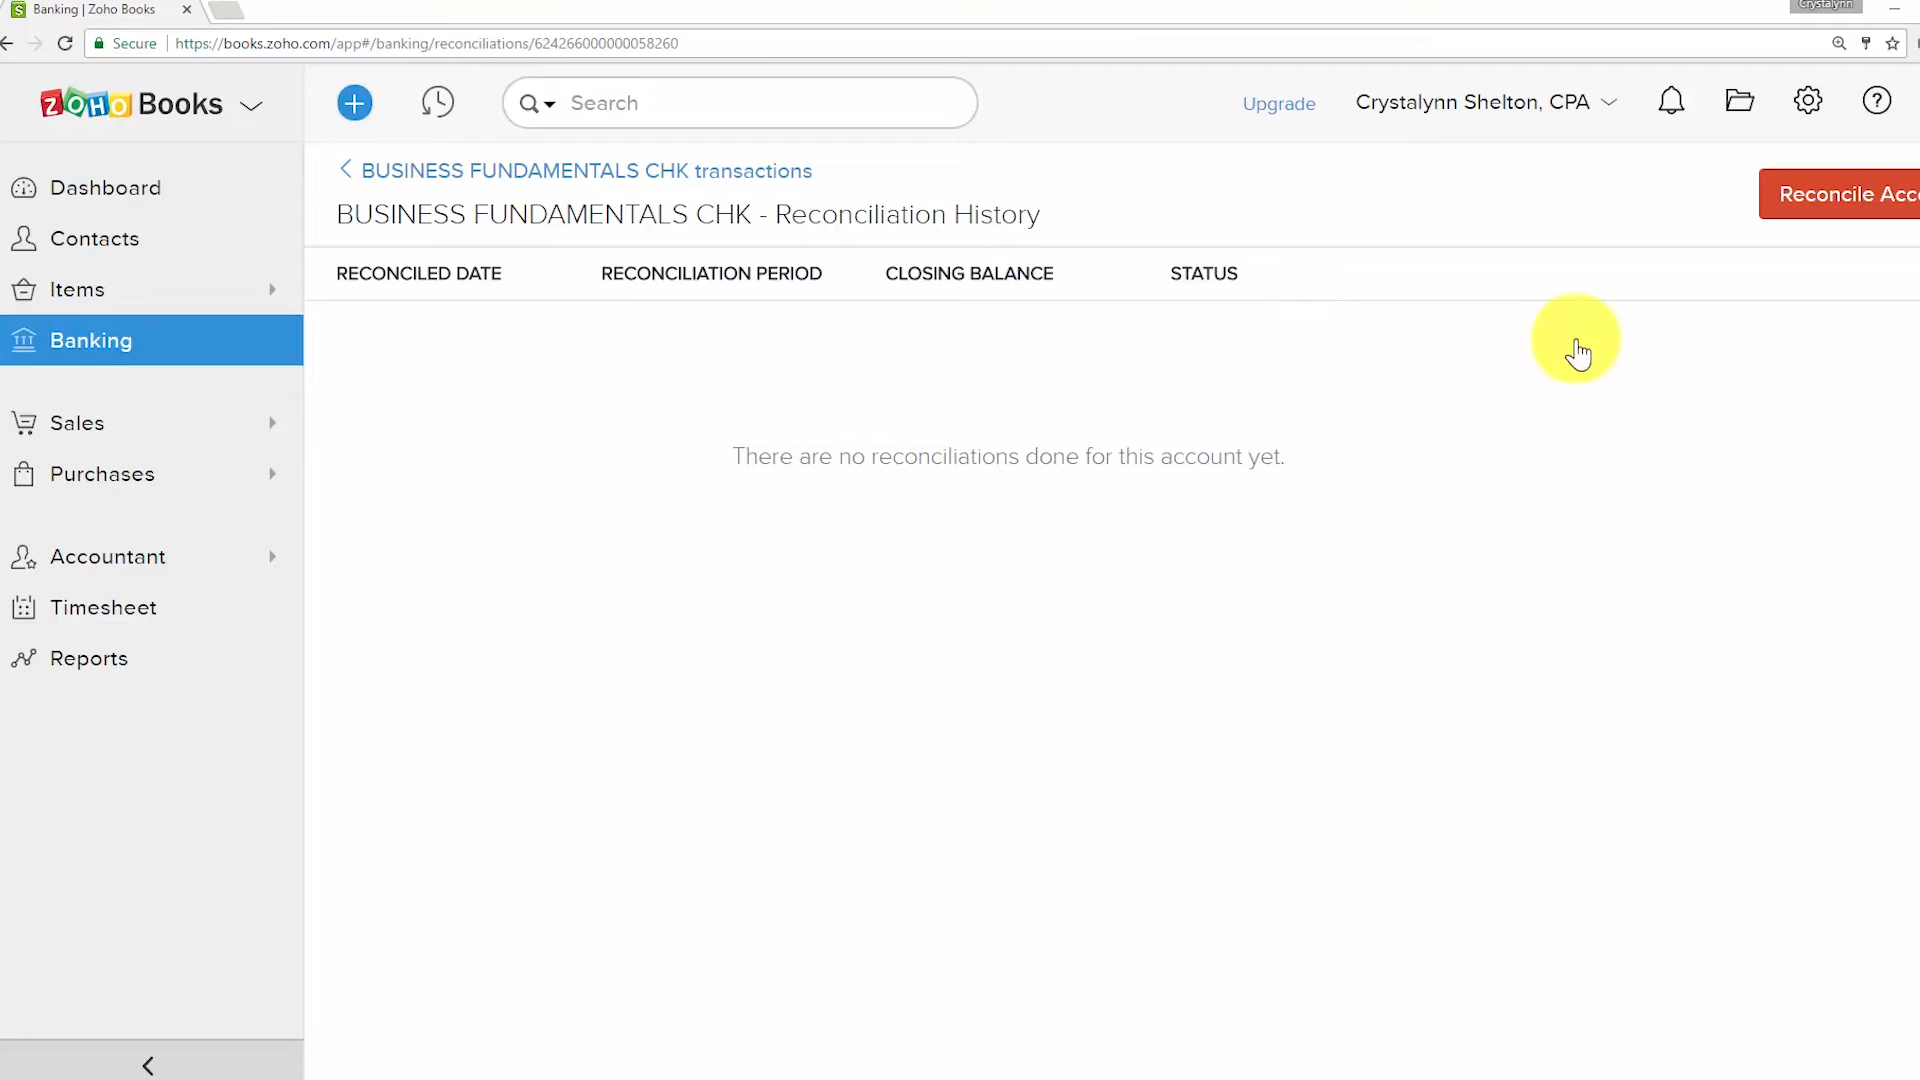 Banking | Zoho Books
Crystalynn
Secure
https://books.zoho.com/app#/banking/reconciliations/624266000000058260
ZOHO Books
Search
Upgrade
Crystalynn Shelton, CPA
Dashboard
Contacts
Items
Banking
Sales
Purchases
Accountant
Timesheet
Reports
BUSINESS FUNDAMENTALS CHK transactions
BUSINESS FUNDAMENTALS CHK - Reconciliation History
Reconcile Acc
RECONCILED DATE RECONCILIATION PERIOD CLOSING BALANCE STATUS
There are no reconciliations done for this account yet.